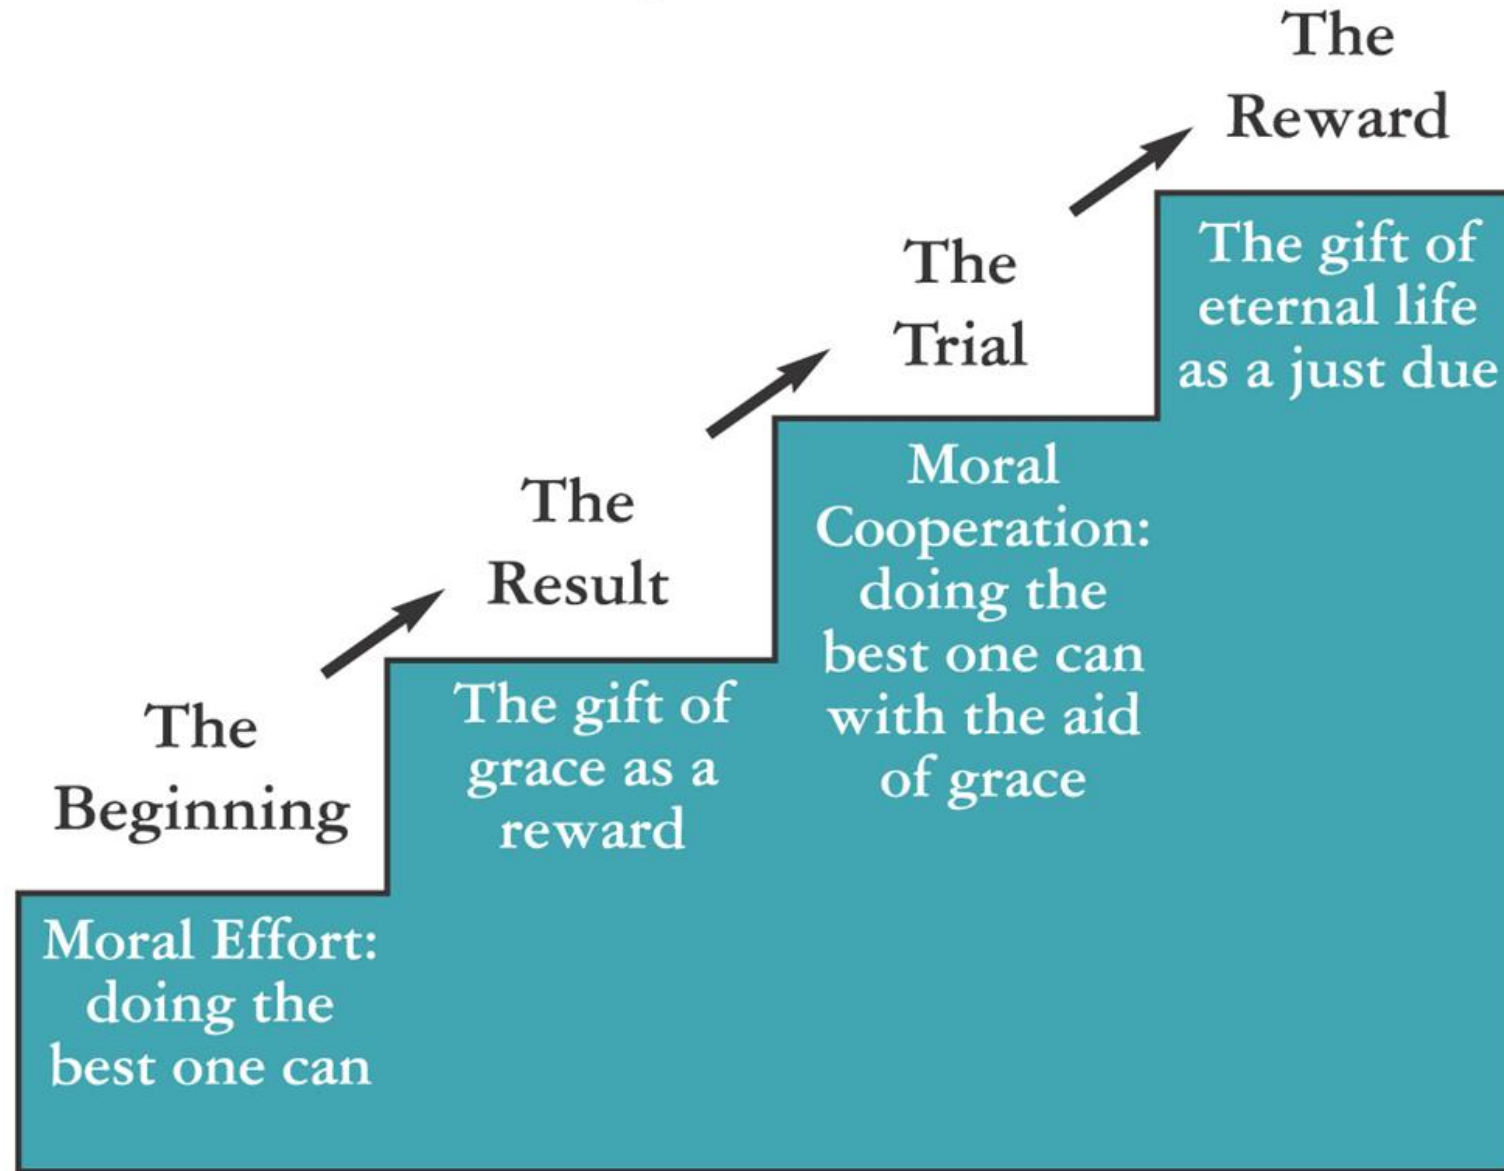 The
Beginning
Moral Effort:
doing the
best one can
The
Result
The gift of
grace as a
reward
The
Trial
Moral
Cooperation:
doing the
best one can
with the aid
of grace
The
Reward
The gift of
eternal life
as a just due